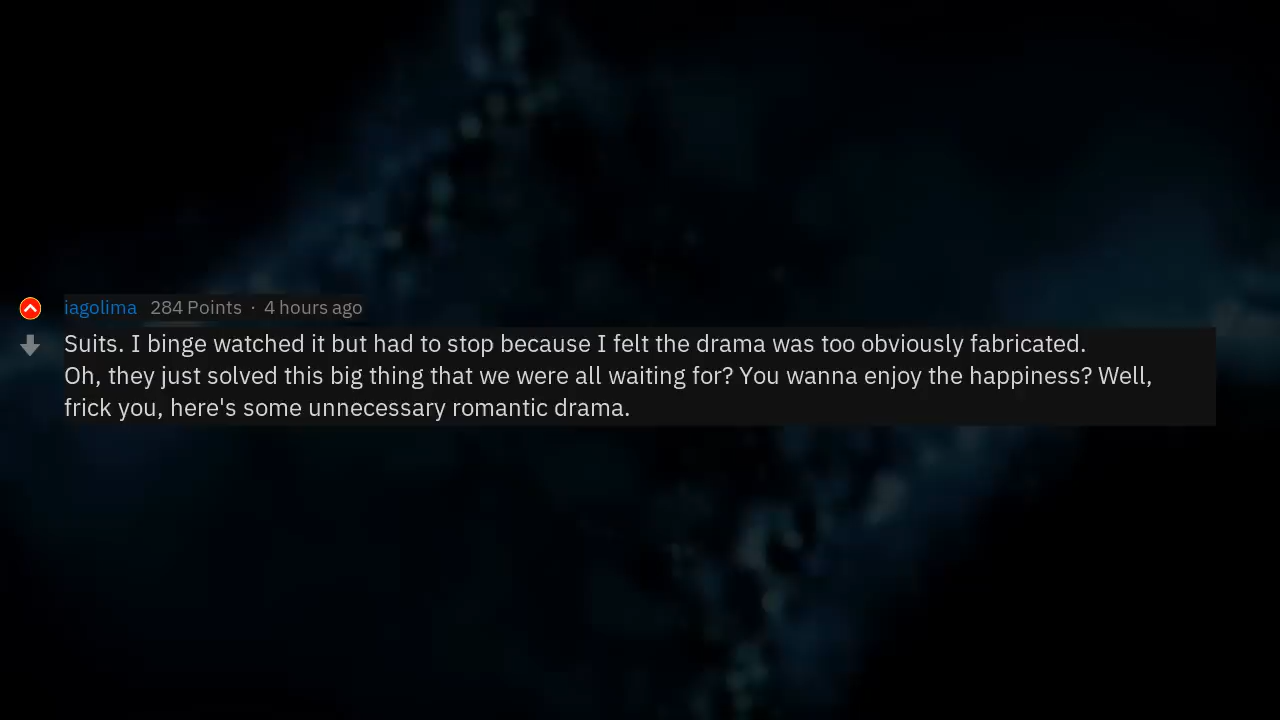 iagolima 284 Points · 4 hours ago
Suits. I binge watched it but had to stop because I felt the drama was too obviously fabricated.
Oh, they just solved this big thing that we were all waiting for? You wanna enjoy the happiness? Well,
frick you, here's some unnecessary romantic drama.